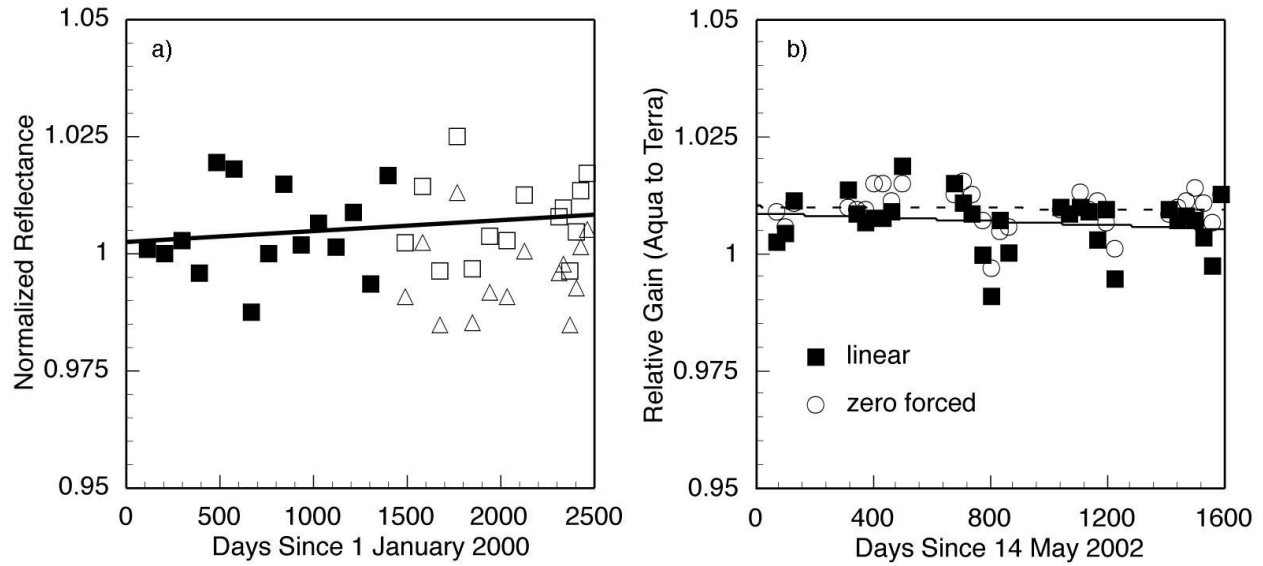 a)
Normalized Reflectance
1.05
1.025
1
0.975
0.95
0
500
1000
1500
2000
2500
Days Since 1 January 2000
b)
Relative Gain (Aqua to Terra)
1.05
1.025
1
0.975
0.95
linear
zero forced
0
400
800
1200
1600
Days Since 14 May 2002